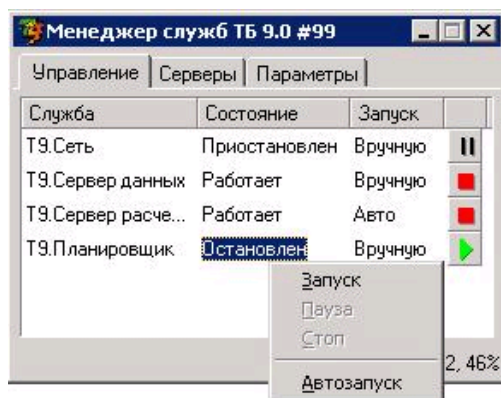 Менеджер служб ТБ 9.0 #99
Управление Серверы Параметры
Служба Состояние Запуск
Т9.Сеть Приостановлен Вручную
Т9.Сервер данных Работает Вручную
Т9.Сервер расче... Работает Авто
Т9.Планировщик Остановлен Вручную
Запуск
Пауза
Стоп
2, 46%
Автозапуск